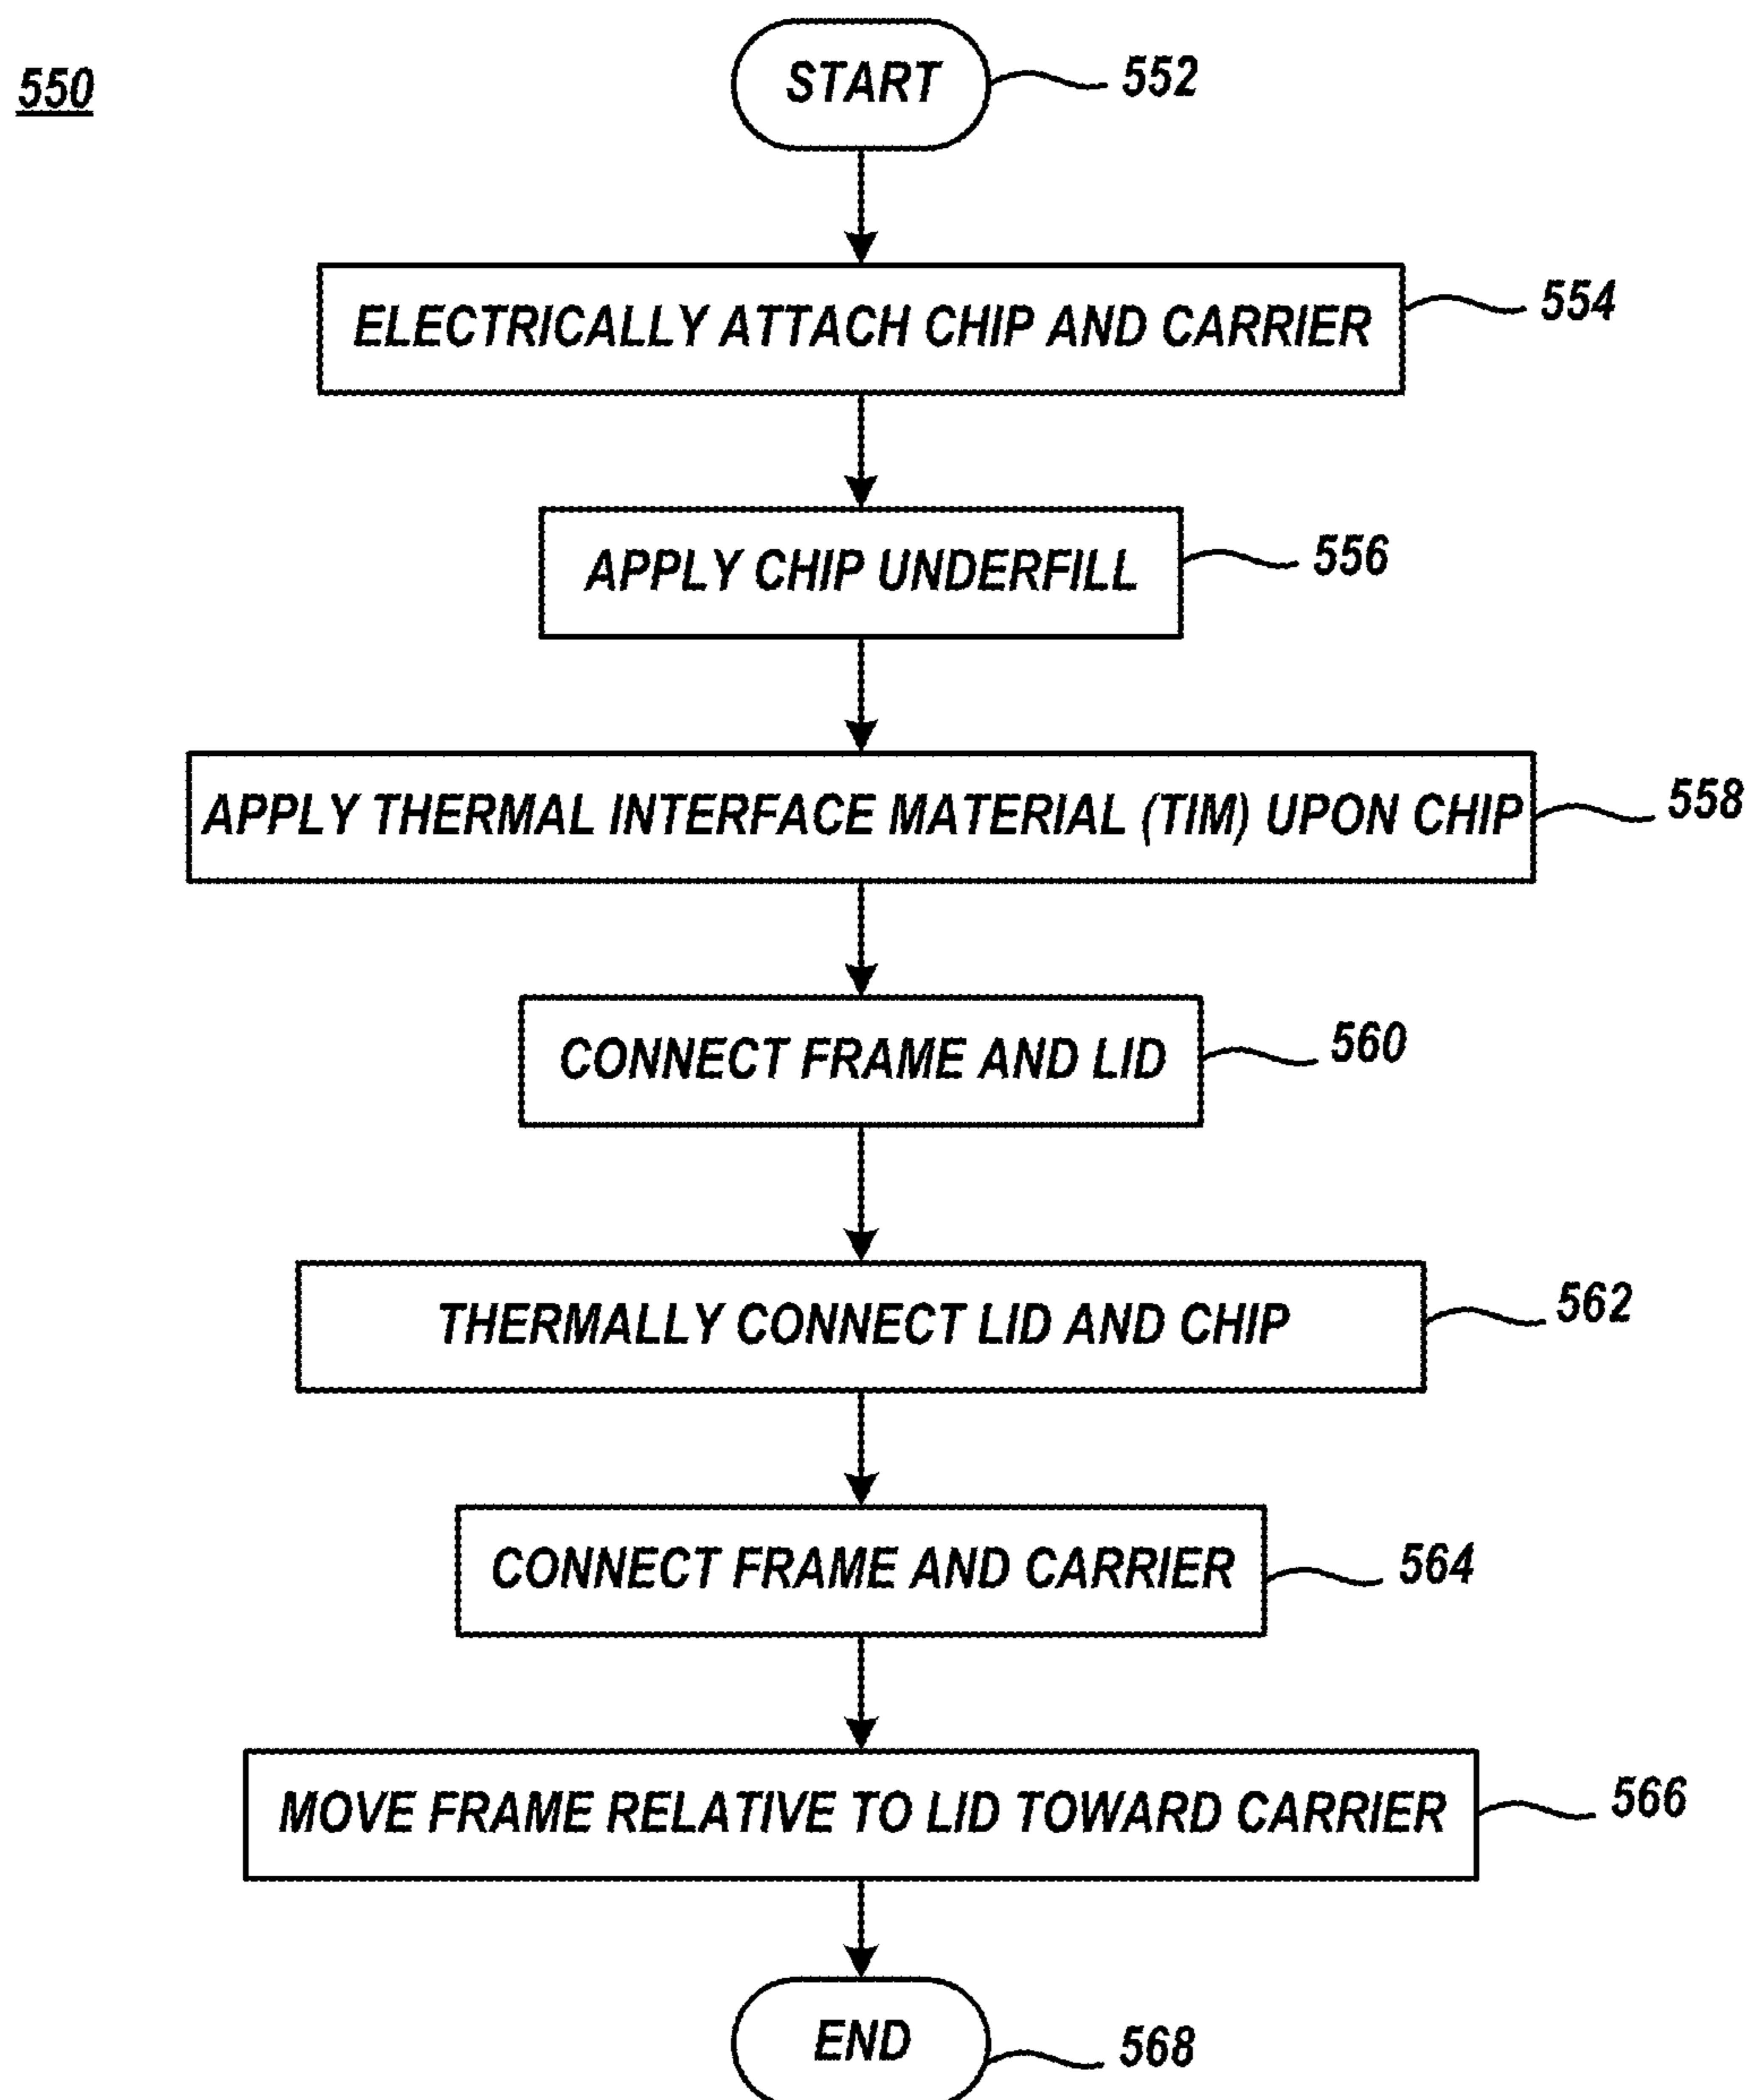 550
START
552
ELECTRICALLY ATTACH CHIP AND CARRIER
554
APPLY CHIP UNDERFILL
556
APPLY THERMAL INTERFACE MATERIAL (TIM) UPON CHIP
558
CONNECT FRAME AND LID
560
THERMALLY CONNECT LID AND CHIP
562
CONNECT FRAME AND CARRIER
564
MOVE FRAME RELATIVE TO LID TOWARD CARRIER
566
END
568